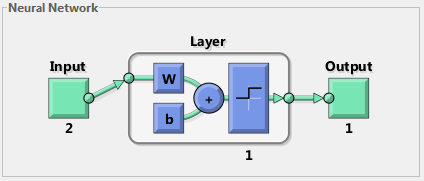 Neural Network
Layer
Input
Output
W
b
+
2
1
1